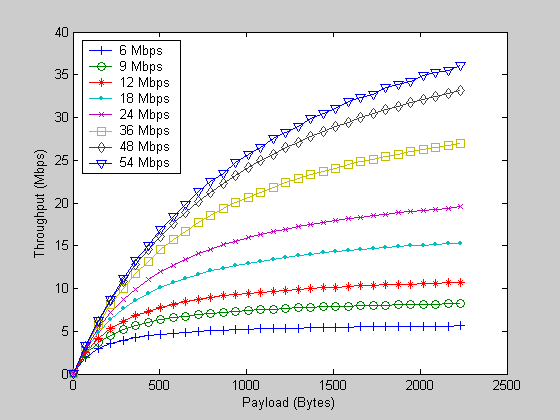 40
35
30
25
20
15
10
5
0
Throughput (Mbps)
6 Mbps
9 Mbps
12 Mbps
18 Mbps
24 Mbps
36 Mbps
48 Mbps
54 Mbps
0 500 1000 1500 2000 2500
Payload (Bytes)